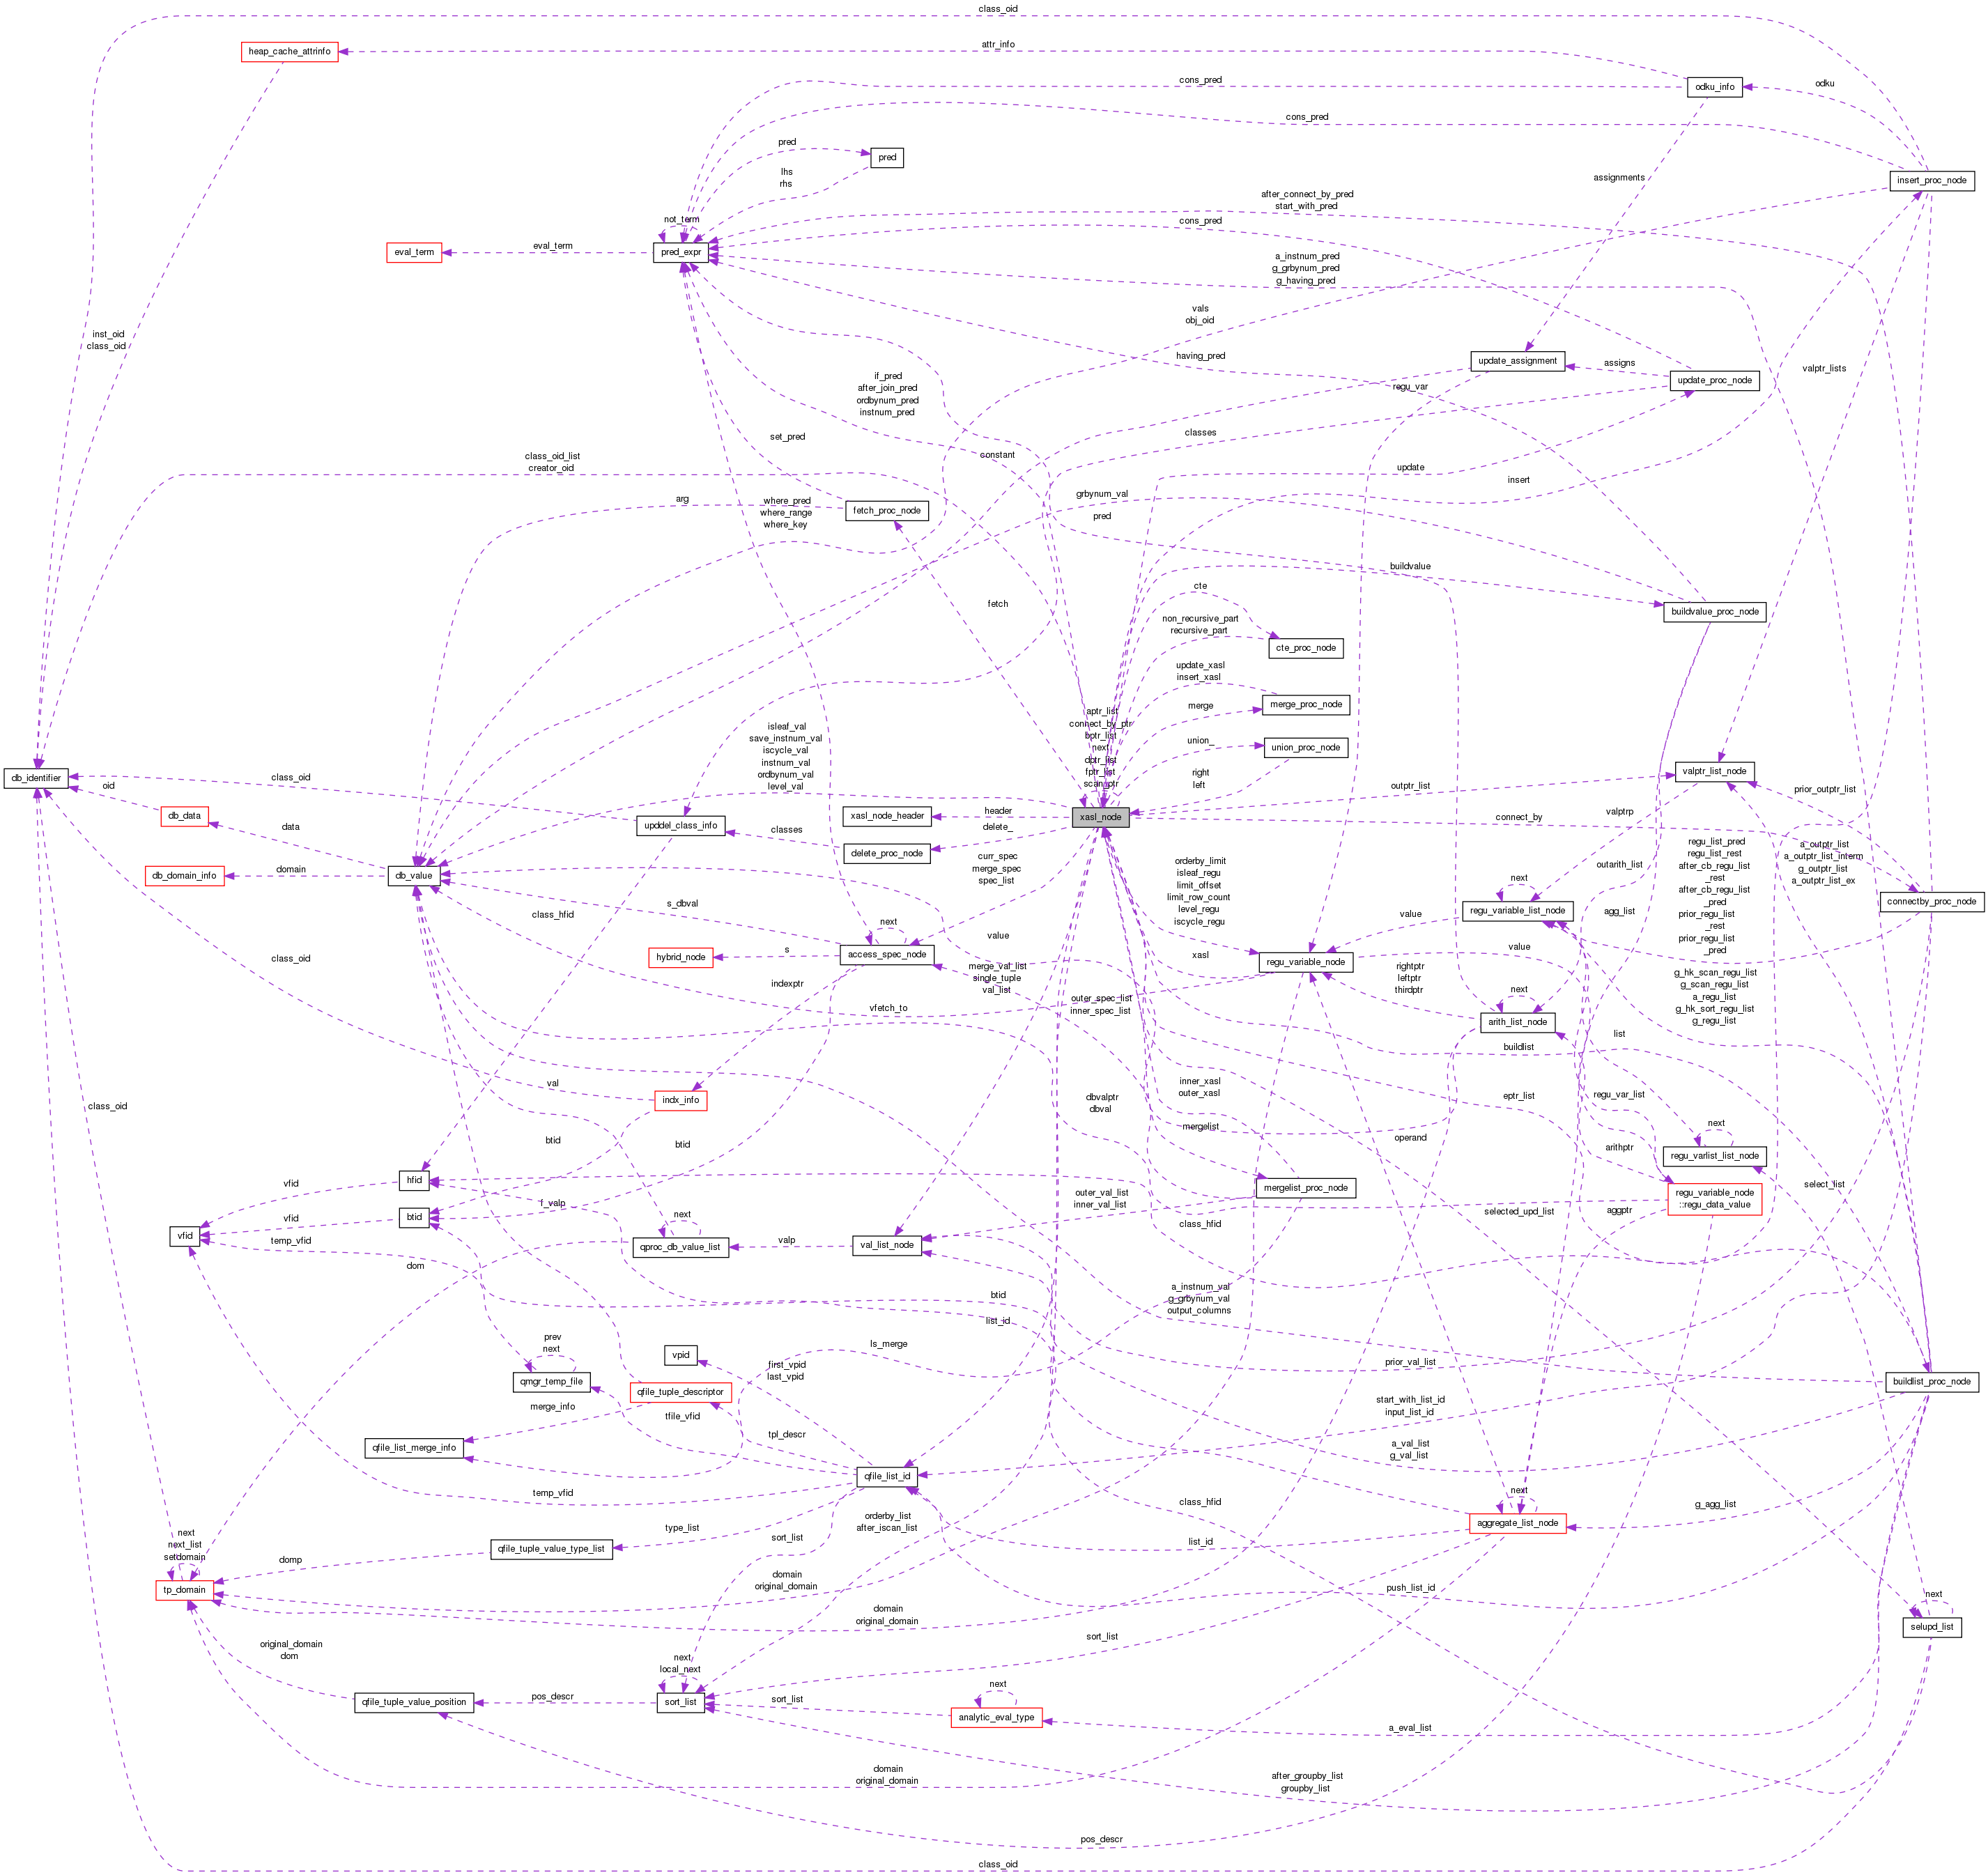 class_oid
heap_cache_attrinfo
attr_info
cons_pred
odku_info
odku
cons_pred
pred
pred
lhs
rhs
assignments
insert_proc_node
after_connect_by_pred
start_with_pred
not_term
cons_pred
eval_term
eval_term
pred_expr
a_instnum_pred
g_grbynum_pred
g_having_pred
vals
obj_oid
inst_oid
class_oid
having_pred
update_assignment
valptr_lists
assigns
update_proc_node
if_pred
after_join_pred
ordbynum_pred
instnum_pred
regu_var
set_pred
classes
class_oid_list
creator_oid
constant
update
insert
arg
where_pred
where_range
where_key
fetch_proc_node
grbynum_val
pred
buildvalue
cte
fetch
non_recursive_part
recursive_part
buildvalue_proc_node
cte_proc_node
update_xasl
insert_xasl
merge
merge_proc_node
aptr_list
connect_by_ptr
bptr_list
next
dptr_list
fptr_list
scan_ptr
isleaf_val
save_instnum_val
iscycle_val
instnum_val
ordbynum_val
level_val
union_
union_proc_node
right
left
db_identifier
class_oid
oid
outptr_list
valptr_list_node
prior_outptr_list
db_data
data
upddel_class_info
xasl_node_header
header
xasl_node
connect_by
valptrp
classes
delete_proc_node
delete_
db_domain_info
domain
db_value
curr_spec
merge_spec
spec_list
orderby_limit
isleaf_regu
limit_offset
limit_row_count
level_regu
iscycle_regu
outarith_list
regu_list_pred
regu_list_rest
after_cb_regu_list
_rest
after_cb_regu_list
_pred
prior_regu_list
_rest
prior_regu_list
_pred
a_outptr_list
a_outptr_list_interm
g_outptr_list
a_outptr_list_ex
connectby_proc_node
next
regu_variable_list_node
agg_list
class_hfid
s_dbval
next
access_spec_node
value
value
value
xasl
regu_variable_node
class_oid
hybrid_node
s
indexptr
merge_val_list
single_tuple
val_list
rightptr
leftptr
thirdptr
next
arith_list_node
g_hk_scan_regu_list
g_scan_regu_list
a_regu_list
g_hk_sort_regu_list
g_regu_list
vfetch_to
outer_spec_list
inner_spec_list
list
buildlist
val
indx_info
class_oid
dbvalptr
dbval
inner_xasl
outer_xasl
eptr_list
regu_var_list
mergelist
operand
next
regu_varlist_list_node
btid
btid
arithptr
vfid
hfid
mergelist_proc_node
regu_variable_node
::regu_data_value
select_list
outer_val_list
inner_val_list
selected_upd_list
vfid
vfid
btid
f_valp
temp_vfid
next
qproc_db_value_list
valp
val_list_node
class_hfid
aggptr
dom
btid
list_id
a_instnum_val
g_grbynum_val
output_columns
prev
next
qmgr_temp_file
vpid
ls_merge
first_vpid
last_vpid
prior_val_list
buildlist_proc_node
qfile_tuple_descriptor
merge_info
tfile_vfid
start_with_list_id
input_list_id
qfile_list_merge_info
tpl_descr
a_val_list
g_val_list
qfile_list_id
temp_vfid
class_hfid
next
g_agg_list
aggregate_list_node
orderby_list
after_iscan_list
next
next_list
setdomain
type_list
sort_list
list_id
qfile_tuple_value_type_list
domp
tp_domain
domain
original_domain
push_list_id
next
selupd_list
domain
original_domain
sort_list
original_domain
dom
next
local_next
qfile_tuple_value_position
pos_descr
sort_list
sort_list
next
analytic_eval_type
a_eval_list
domain
original_domain
after_groupby_list
groupby_list
pos_descr
class_oid